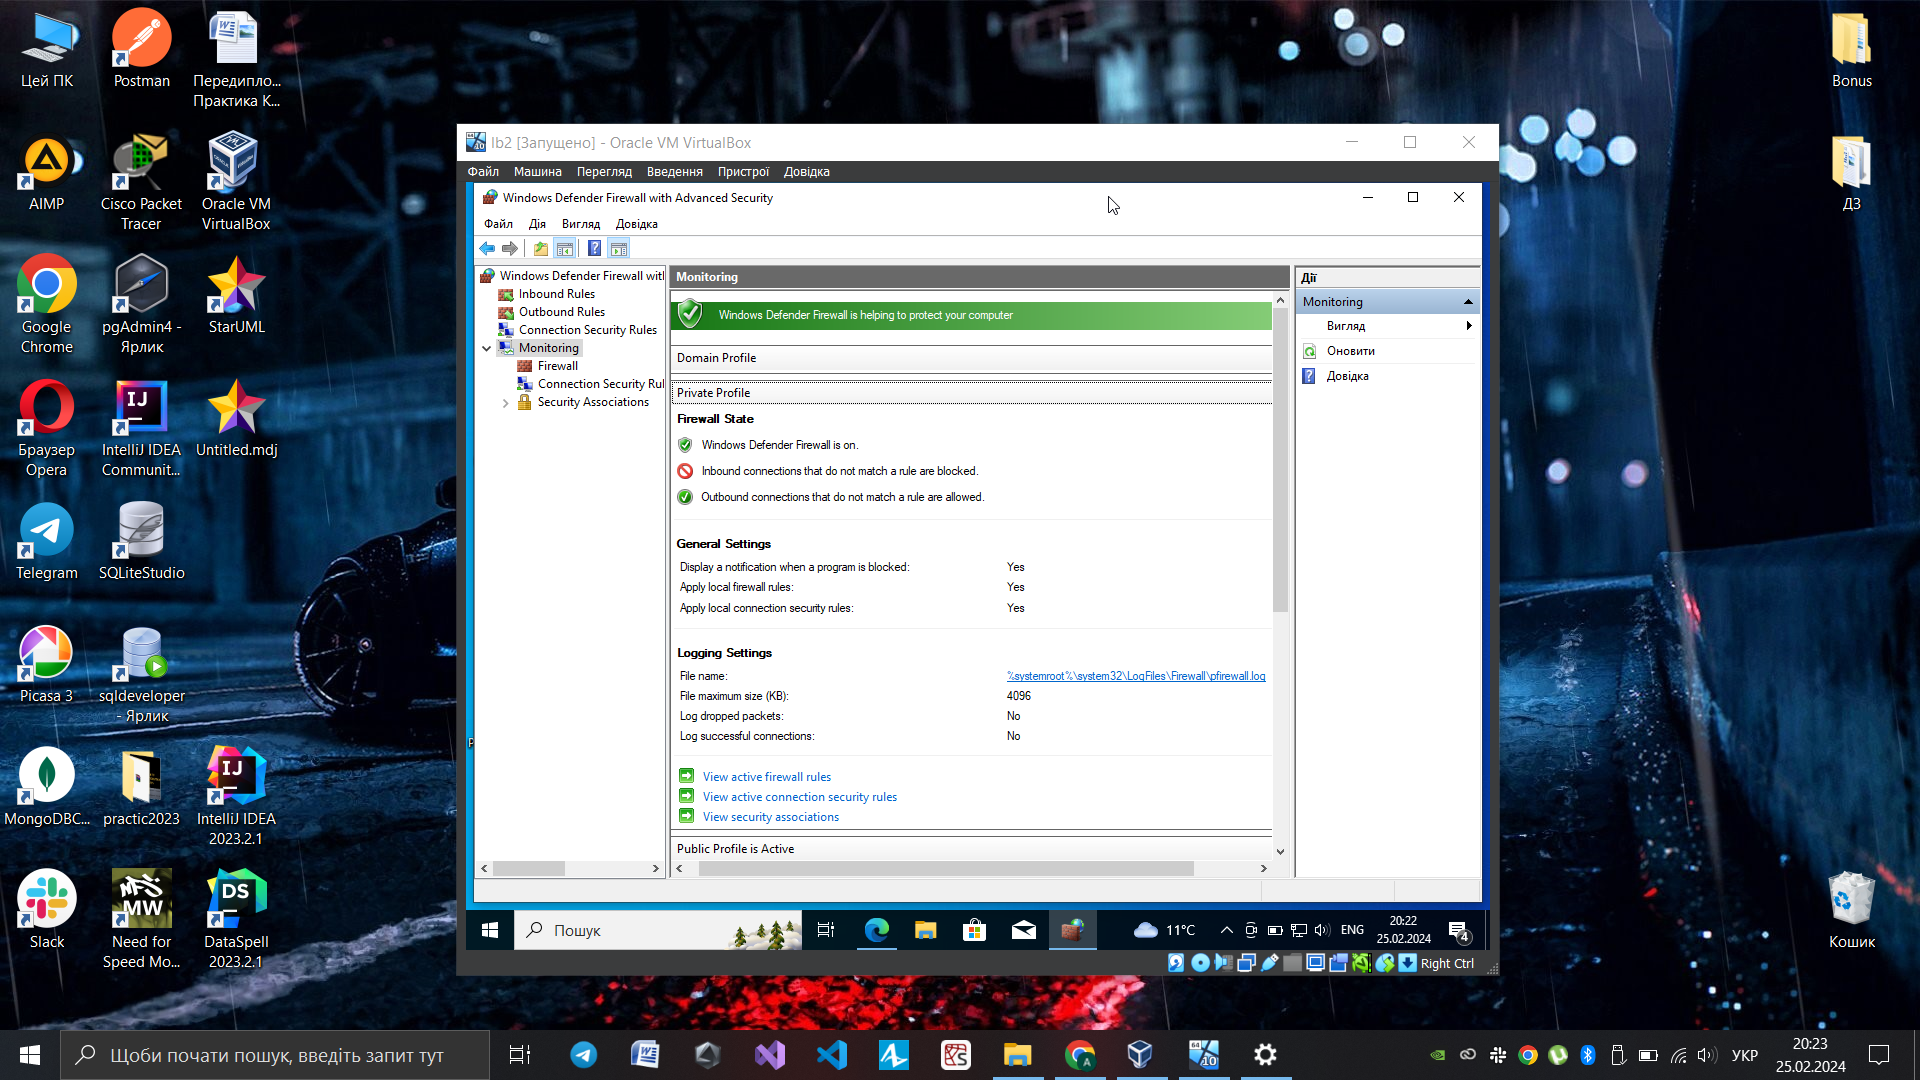 Цей ПК
Postman
Передипло...
Практика К...
AIMP
Cisco Packet
Tracer
Oracle VM
VirtualBox
Google
Chrome
pgAdmin4 -
Ярлик
StarUML
Браузер
Opera
IntelliJ IDEA
Communit...
Untitled.mdj
Telegram
SQLiteStudio
Picasa 3
sqldeveloper
- Ярлик
MongoDBC...
practic2023
IntelliJ IDEA
2023.2.1
Slack
Need for
Speed Mo...
DataSpell
2023.2.1
Bonus
ДЗ
Кошик
Ib2 [Запущено] - Oracle VM VirtualBox
Файл Машина Перегляд Введення Пристрої Довідка
Windows Defender Firewall with Advanced Security
Файл Дія Вигляд Довідка
Windows Defender Firewall wit
Inbound Rules
Outbound Rules
Connection Security Rules
Monitoring
Firewall
Connection Security Rul
Security Associations
Monitoring
Windows Defender Firewall is helping to protect your computer
Domain Profile
Private Profile
Firewall State
Windows Defender Firewall is on.
Inbound connections that do not match a rule are blocked.
Outbound connections that do not match a rule are allowed.
General Settings
Display a notification when a program is blocked: Yes
Apply local firewall rules: Yes
Apply local connection security rules: Yes
Logging Settings
File name: %systemroot%\system32\LogFiles\Firewall\pfirewall.log
File maximum size (KB): 4096
Log dropped packets: No
Log successful connections: No
View active firewall rules
View active connection security rules
View security associations
Public Profile is Active
Дії
Monitoring
Вигляд
Оновити
Довідка
Пошук
11°C
ENG
20:22
25.02.2024
4
Right Ctrl
Щоби почати пошук, введіть запит тут
УКР
20:23
25.02.2024